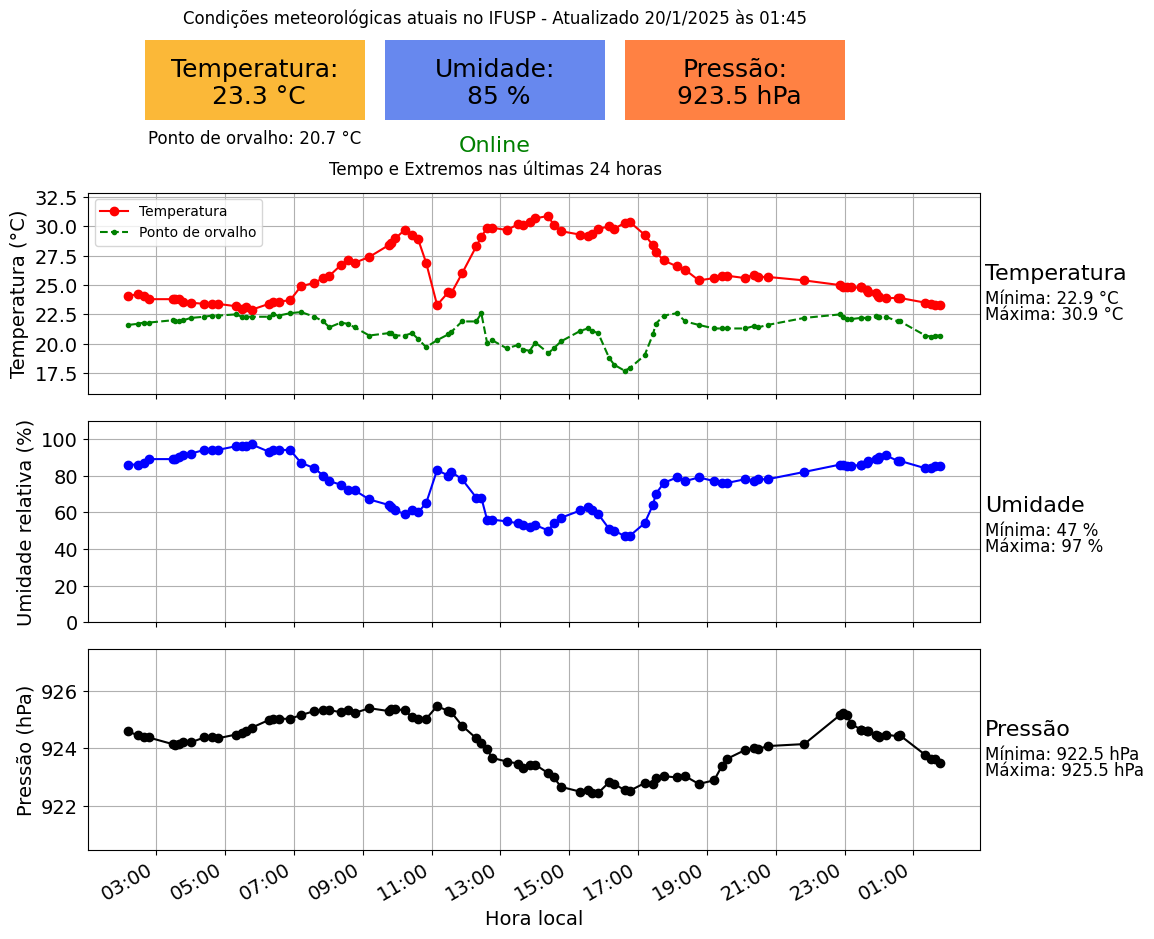 Condições meteorológicas atuais no IFUSP - Atualizado 20/1/2025 às 01:45
Temperatura:
23.3 °C
Umidade:
85 %
Pressão:
923.5 hPa
Ponto de orvalho: 20.7 °C
Online
Tempo e Extremos nas últimas 24 horas
Temperatura (°C)
32.5
30.0
27.5
25.0
22.5
20.0
17.5
Temperatura
Ponto de orvalho
Temperatura
Mínima: 22.9 °C
Máxima: 30.9 °C
Umidade relativa (%)
100
80
60
40
20
0
Umidade
Mínima: 47 %
Máxima: 97 %
Pressão (hPa)
926
924
922
Pressão
Mínima: 922.5 hPa
Máxima: 925.5 hPa
03:00 05:00 07:00 09:00 11:00 13:00 15:00 17:00 19:00 21:00 23:00 01:00
Hora local